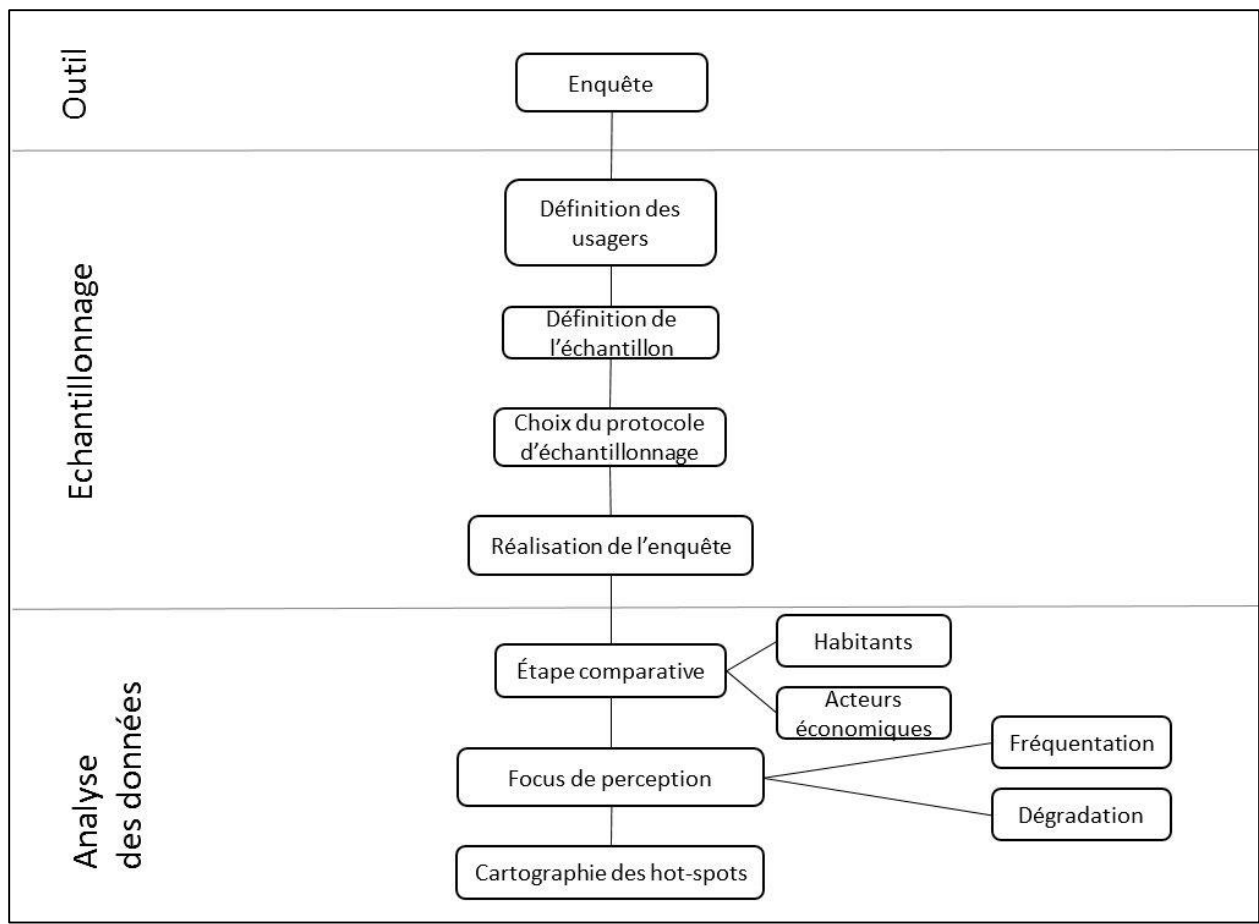 Outil
Enquête
Echantillonnage
Définition des
usagers
Définition de
l'échantillon
Choix du protocole
d'échantillonnage
Réalisation de l'enquête
Analyse
des données
Étape comparative
Habitants
Acteurs
économiques
Focus de perception
Fréquentation
Dégradation
Cartographie des hot-spots